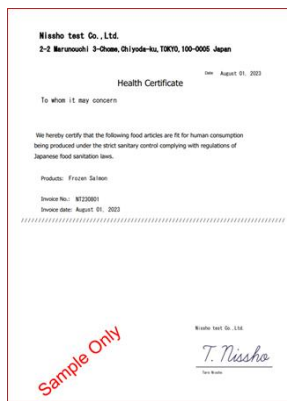 Nissho test Co., Ltd.
2-2 Marunouchi 3-Chome, Chiyoda-ku, TOKYO, 100-0005 Japan
Date August 01. 2023
Health Certificate
To whom it may concern
We hereby certify that the following food articles are fit for human consumption
being produced under the strict sanitary control complying with regulations of
Japanese food sanitation laws.
Products: Frozen Salmon
Invoice No.: NT230801
Invoice date: August 01. 2023
////////////////////////////////////////////////////////////////
Sample Only
Nissho test Co., Ltd.
T. Nissho
Taro Nissho